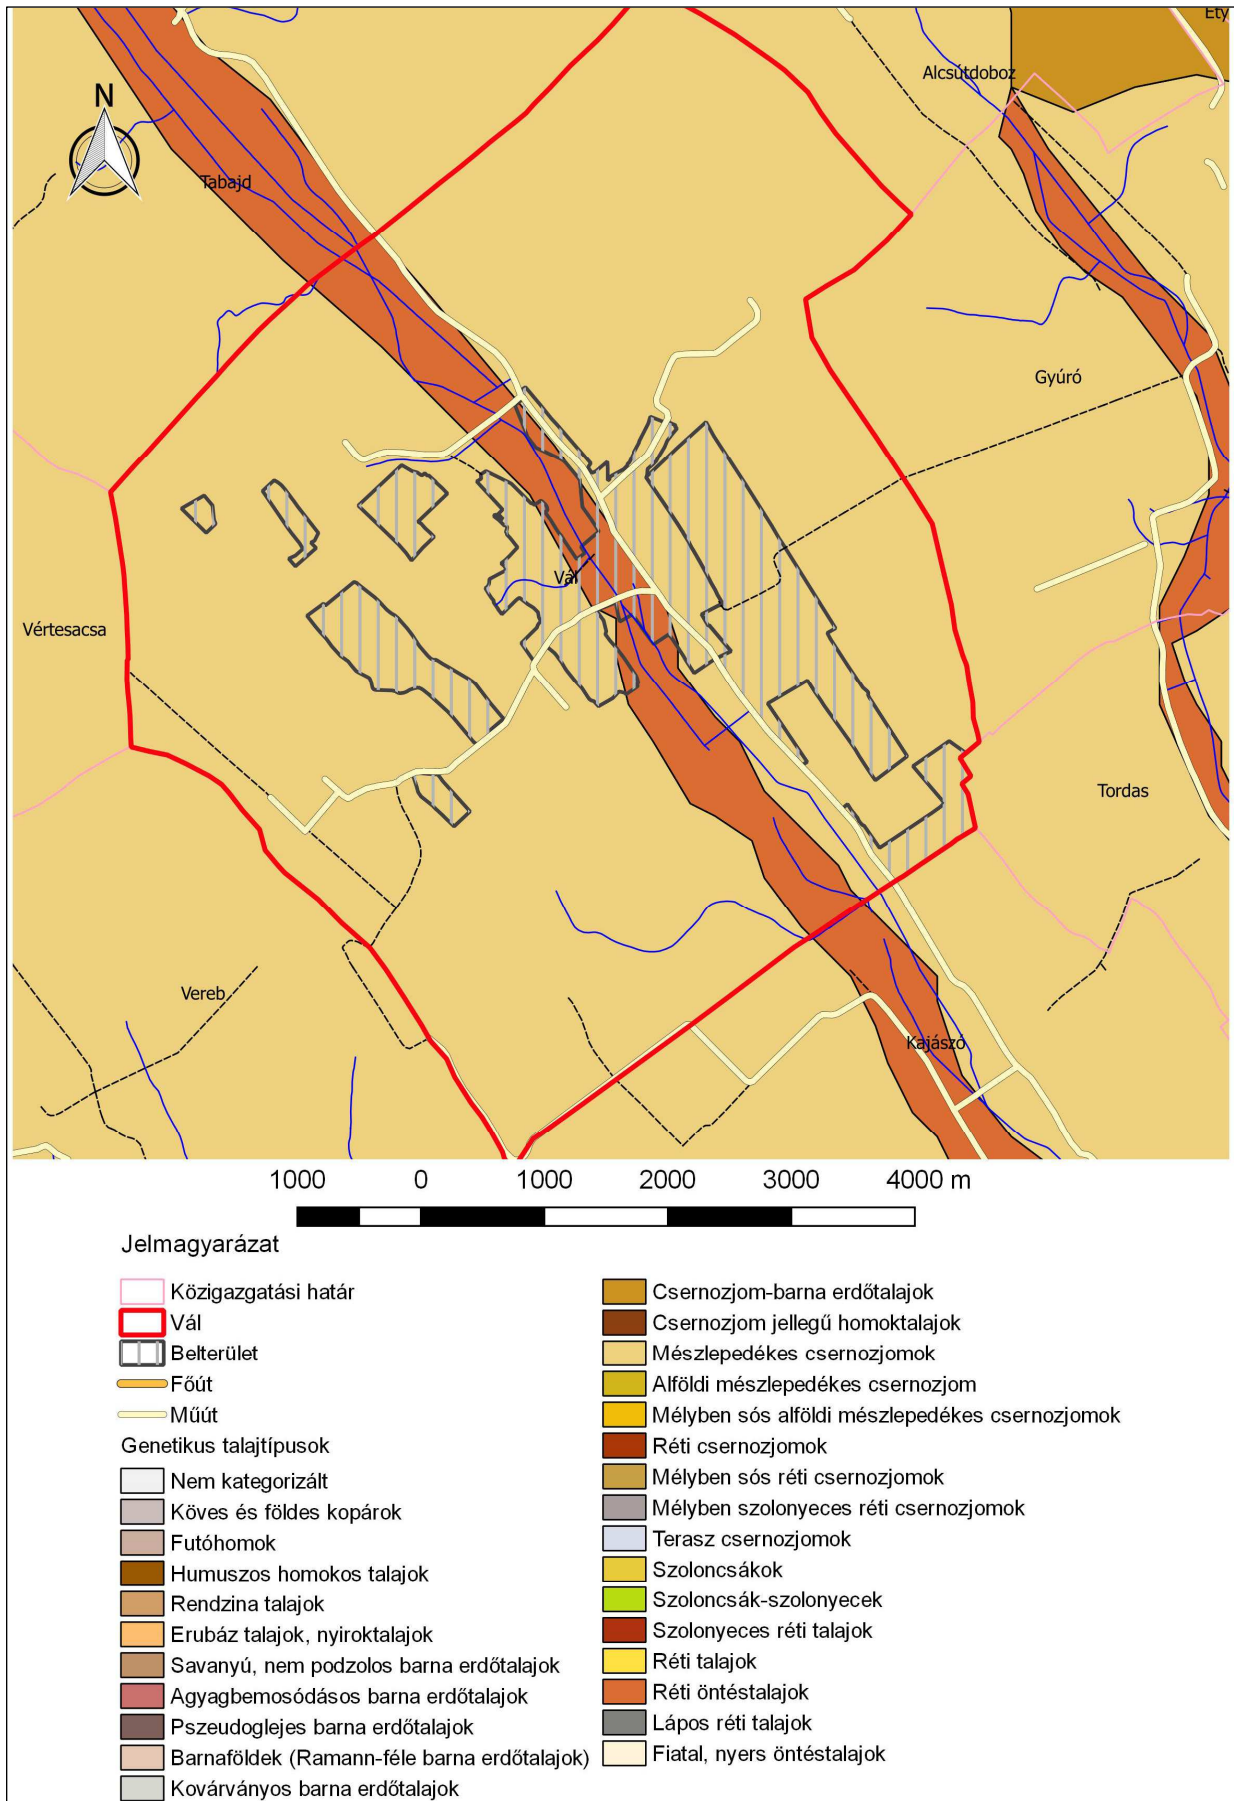 Ety
Alcsútdoboz
N
Tabajd
Gyúró
Vál
Vértesacsa
Tordas
Vereb
Kajászó
1000 0 1000 2000 3000 4000 m
Jelmagyarázat
Közigazgatási határ
Vál
Belterület
Főút
Műút
Genetikus talajtípusok
Nem kategorizált
Köves és földes kopárok
Futóhomok
Humuszos homokos talajok
Rendzina talajok
Erubáz talajok, nyiroktalajok
Savanyú, nem podzolos barna erdőtalajok
Agyagbemosódásos barna erdőtalajok
Pszeudoglejes barna erdőtalajok
Barnaföldek (Ramann-féle barna erdőtalajok)
Kovárványos barna erdőtalajok
Csernozjom-barna erdőtalajok
Csernozjom jellegű homoktalajok
Mészlepedékes csernozjomok
Alföldi mészlepedékes csernozjom
Mélyben sós alföldi mészlepedékes csernozjomok
Réti csernozjomok
Mélyben sós réti csernozjomok
Mélyben szolonyeces réti csernozjomok
Terasz csernozjomok
Szoloncsákok
Szoloncsák-szolonyecek
Szolonyeces réti talajok
Réti talajok
Réti öntéstalajok
Lápos réti talajok
Fiatal, nyers öntéstalajok